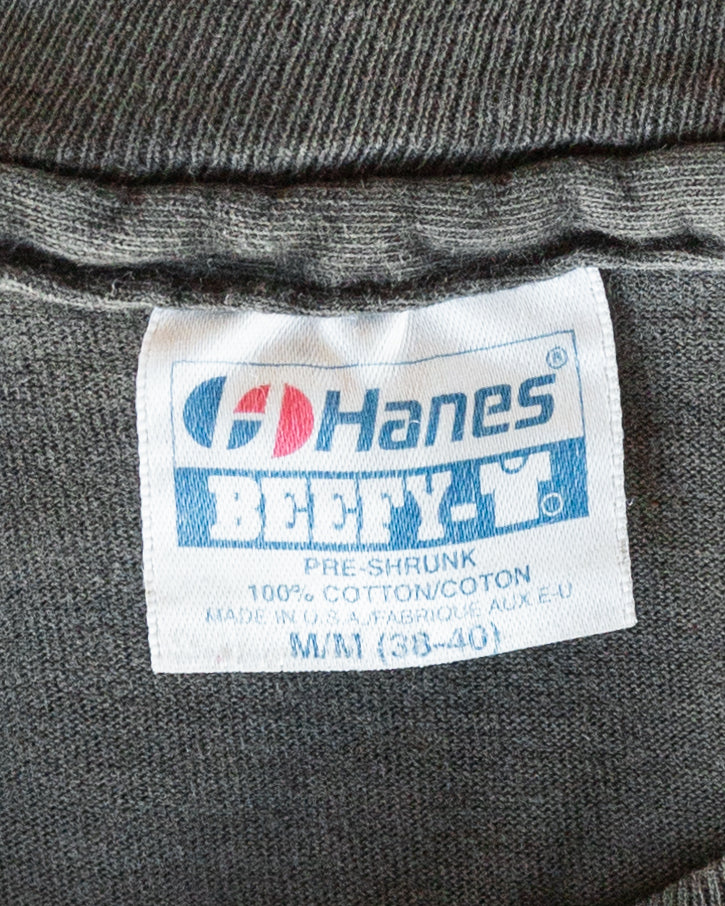 Hanes®
BEEFY-T®
PRE-SHRUNK
100% COTTON/COTON
MADE IN U.S.A./FABRIQUE AUX E-U
M/M (38-40)